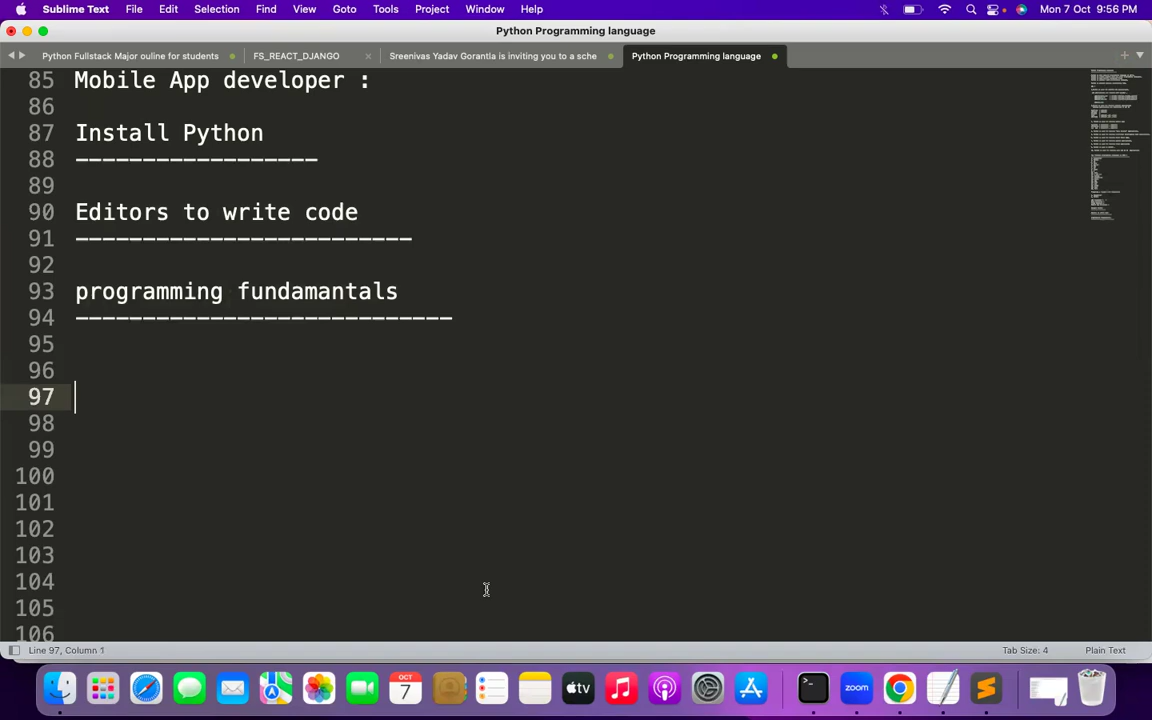 Sublime Text File Edit Selection Find View Goto Tools Project Window Help Mon 7 Oct 9:56 PM
Python Programming language
Python Fullstack Major ouline for students FS_REACT_DJANGO Sreenivas Yadav Gorantla is inviting you to a sche Python Programming language
85 Mobile App developer :
86
87 Install Python
88 ------------------
89
90 Editors to write code
91 -------------------------
92
93 programming fundamantals
94 ----------------------------
95
96
97
98
99
100
101
102
103
104
105
106
Line 97, Column 1 Tab Size: 4 Plain Text
OCT
7
tv
zoom